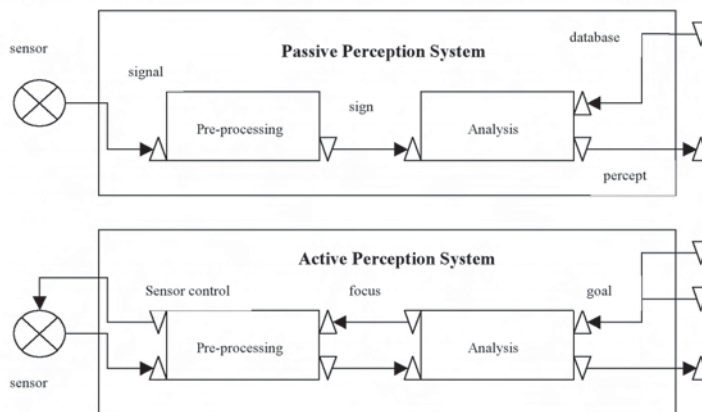 sensor
Passive Perception System
database
signal
sign
Pre-processing
Analysis
percept
Active Perception System
Sensor control
focus
goal
Pre-processing
Analysis
sensor